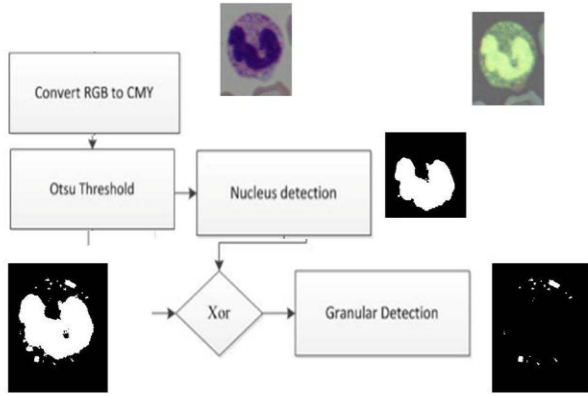 Convert RGB to CMY
Otsu Threshold
Nucleus detection
Xor
Granular Detection